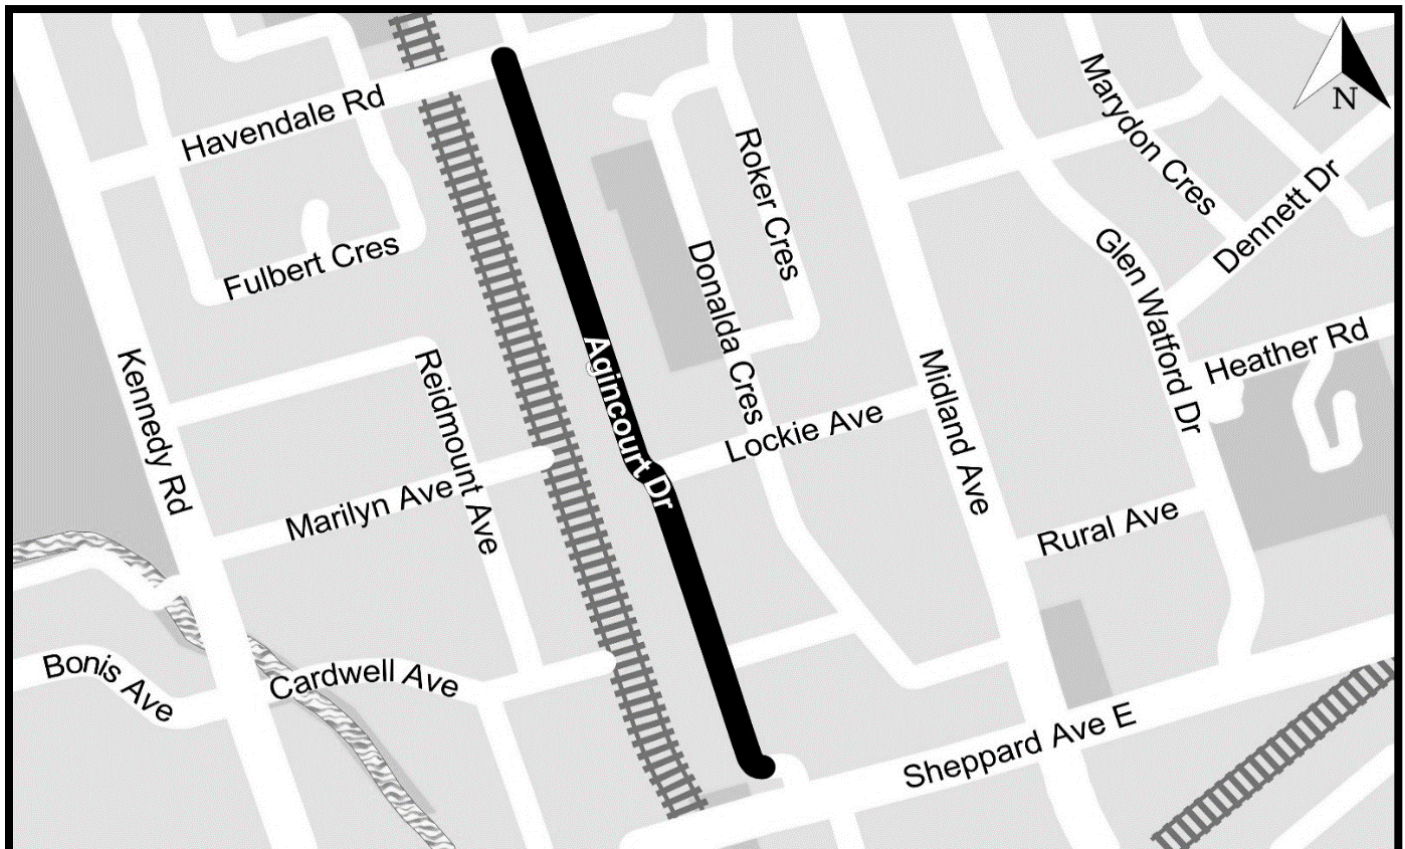 N
Havendale Rd
Marydon Cres
Roker Cres
Dennett Dr
Fulbert Cres
Donalda Cres
Glen Watford Dr
Kennedy Rd
Reidmount Ave
Agincourt Dr
Midland Ave
Heather Rd
Lockie Ave
Marilyn Ave
Rural Ave
Bonis Ave
Cardwell Ave
Sheppard Ave E